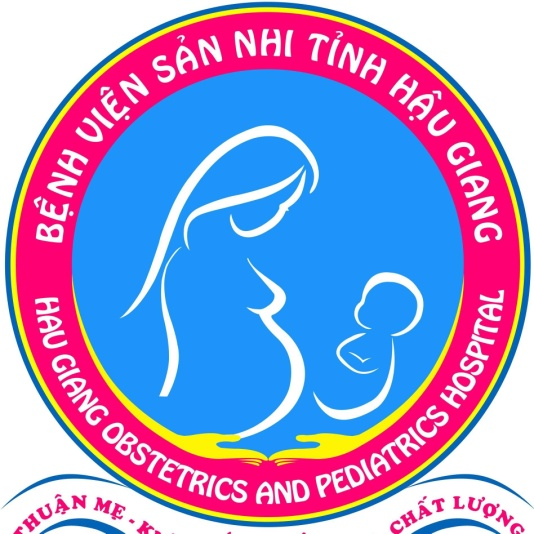 BỆNH VIỆN SẢN NHI TỈNH HẬU GIANG
HAU GIANG OBSTETRICS AND PEDIATRICS HOSPITAL
THUẬN MẸ -
CHẤT LƯỢNG